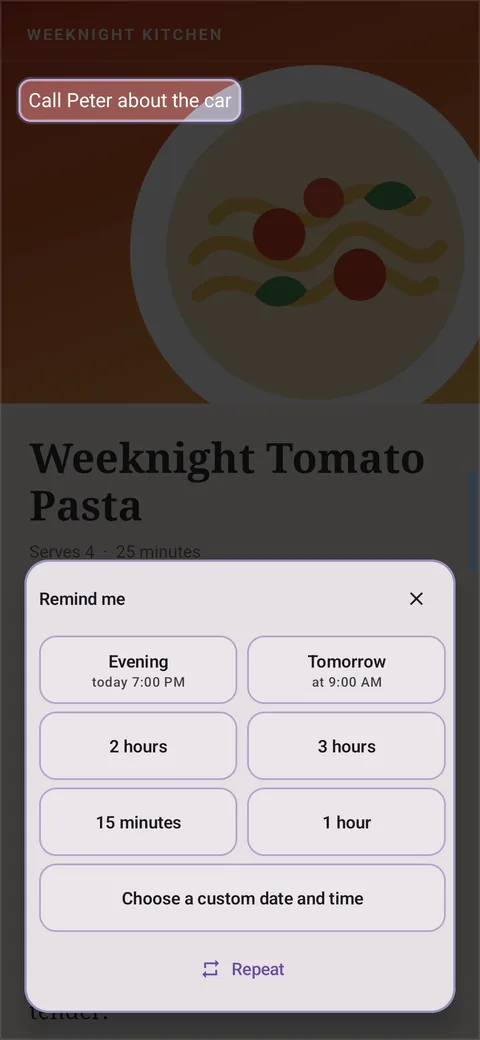 WEEKNIGHT KITCHEN
Call Peter about the car
Weeknight Tomato
Pasta
Serves 4 · 25 minutes
Remind me
Evening
today 7:00 PM
Tomorrow
at 9:00 AM
2 hours
3 hours
15 minutes
1 hour
Choose a custom date and time
Repeat
tender.